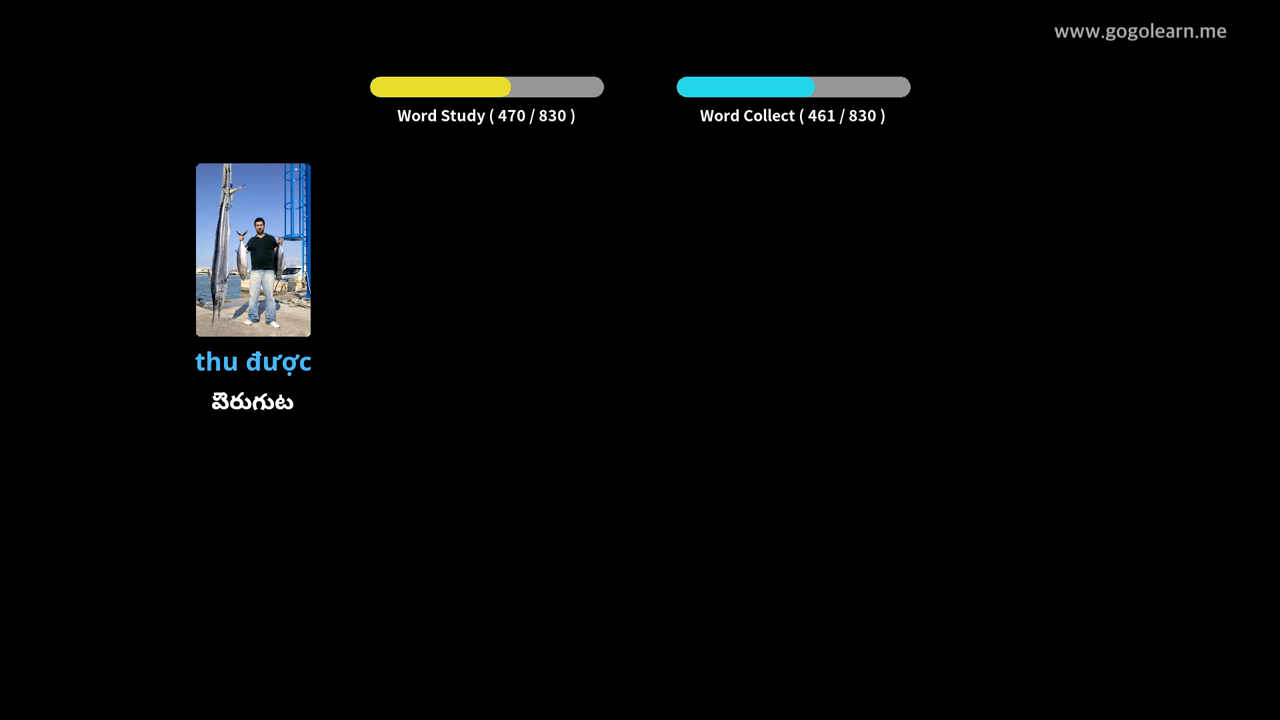 www.gogolearn.me
Word Study ( 470 / 830 )
Word Collect ( 461 / 830 )
thu được
పెరుగుట